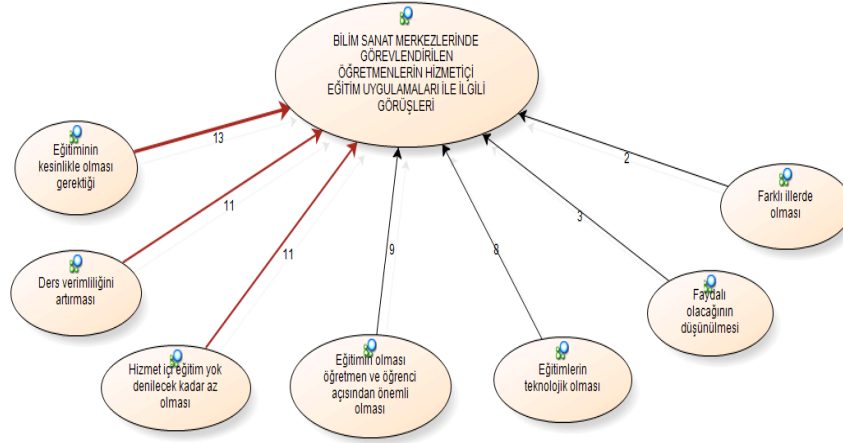 BİLİM SANAT MERKEZLERİNDE
GÖREVLENDİRİLEN
ÖĞRETMENLERİN HİZMETİÇİ
EĞİTİM UYGULAMALARI İLE İLGİLİ
GÖRÜŞLERİ
13
11
11
9
8
3
2
Eğitiminin
kesinlikle olması
gerektiği
Ders verimliliğini
artırması
Hizmet içi eğitim yok
denilecek kadar az
olması
Eğitimin olması
öğretmen ve öğrenci
açısından önemli
olması
Eğitimlerin
teknolojik olması
Faydalı
olacağının
düşünülmesi
Farklı illerde
olması